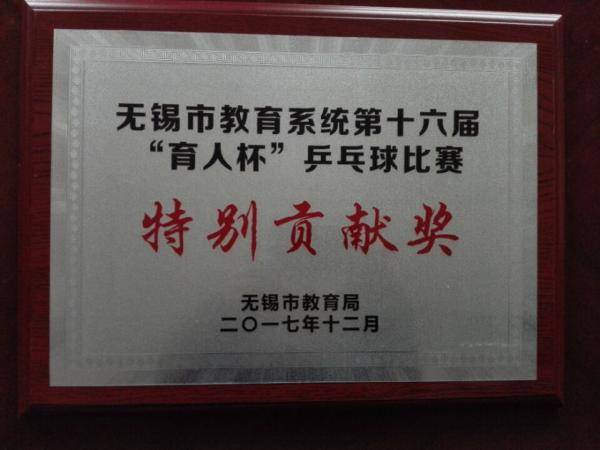 无锡市教育系统第十六届
“育人杯”乒乓球比赛
特别贡献奖
无锡市教育局
二〇一七年十二月